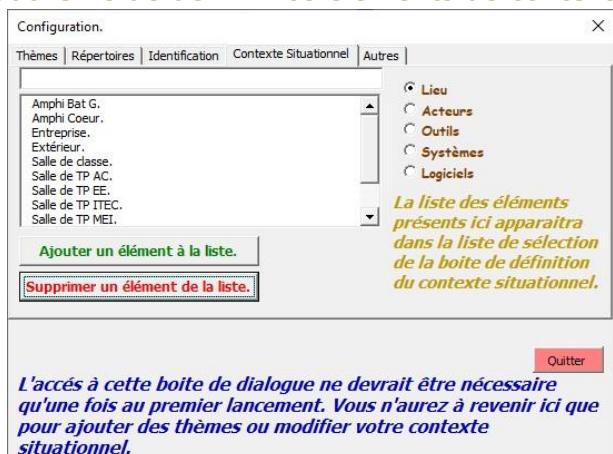 Configuration.
Thèmes Répertoires Identification Contexte Situationnel Autres
Amphi Bat G.
Amphi Coeur.
Entreprise.
Extérieur.
Salle de classe.
Salle de TP AC.
Salle de TP EE.
Salle de TP ITEC.
Salle de TP MEI.
Lieu
Acteurs
Outils
Systèmes
Logiciels
La liste des éléments
présents ici apparaitra
dans la liste de sélection
de la boite de définition
du contexte situationnel.
Ajouter un élément à la liste.
Supprimer un élément de la liste.
Quitter
L'accés à cette boite de dialogue ne devrait être nécessaire
qu'une fois au premier lancement. Vous n'aurez à revenir ici que
pour ajouter des thèmes ou modifier votre contexte
situationnel.